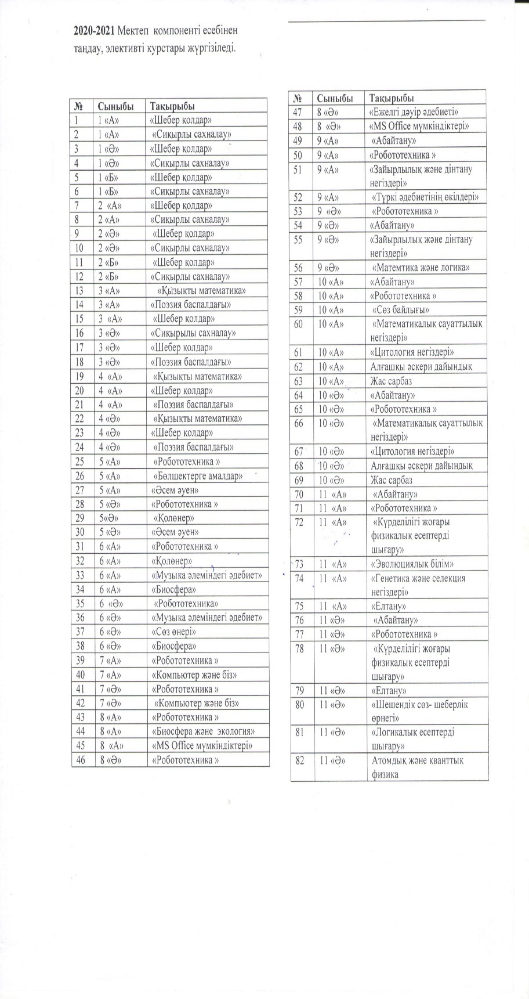 2020-2021 Мектеп компоненті есебінен
таңдау, элективті курстары жүргізіледі.
№ Сыныбы Тақырыбы
1 1 «А» «Шебер қолдар»
2 1 «А» «Сиқырлы сахналау»
3 1 «Ә» «Шебер қолдар»
4 1 «Ә» «Сиқырлы сахналау»
5 1 «Б» «Шебер қолдар»
6 1 «Б» «Сиқырлы сахналау»
7 2 «А» «Шебер қолдар»
8 2 «А» «Сиқырлы сахналау»
9 2 «Ә» «Шебер қолдар»
10 2 «Ә» «Сиқырлы сахналау»
11 2 «Б» «Шебер қолдар»
12 2 «Б» «Сиқырлы сахналау»
13 3 «А» «Қызықты математика»
14 3 «А» «Поэзия баспалдағы»
15 3 «А» «Шебер қолдар»
16 3 «Ә» «Сиқырылы сахналау»
17 3 «Ә» «Шебер қолдар»
18 3 «Ә» «Поэзия баспалдағы»
19 4 «А» «Қызықты математика»
20 4 «А» «Шебер қолдар»
21 4 «А» «Поэзия баспалдағы»
22 4 «Ә» «Қызықты математика»
23 4 «Ә» «Шебер қолдар»
24 4 «Ә» «Поэзия баспалдағы»
25 5 «А» «Робототехника »
26 5 «А» «Бөлшектерге амалдар»
27 5 «А» «Әсем әуен»
28 5 «Ә» «Робототехника »
29 5«Ә» «Қолөнер»
30 5 «Ә» «Әсем әуен»
31 6 «А» «Робототехника »
32 6 «А» «Қолөнер»
33 6 «А» «Музыка әлеміндегі әдебиет»
34 6 «А» «Биосфера»
35 6 «Ә» «Робототехника»
36 6 «Ә» «Музыка әлеміндегі әдебиет»
37 6 «Ә» «Сөз өнері»
38 6 «Ә» «Биосфера»
39 7 «А» «Робототехника »
40 7 «А» «Компьютер және біз»
41 7 «Ә» «Робототехника »
42 7 «Ә» «Компьютер және біз»
43 8 «А» «Робототехника »
44 8 «А» «Биосфера және экология»
45 8 «А» «MS Office мүмкіндіктері»
46 8 «Ә» «Робототехника »
№ Сыныбы Тақырыбы
47 8 «Ә» «Ежелгі дәуір әдебиеті»
48 8 «Ә» «MS Office мүмкіндіктері»
49 9 «А» «Абайтану»
50 9 «А» «Робототехника »
51 9 «А» «Зайырлылық және дінтану
негіздері»
52 9 «А» «Түркі әдебиетінің өкілдері»
53 9 «Ә» «Робототехника »
54 9 «Ә» «Абайтану»
55 9 «Ә» «Зайырлылық және дінтану
негіздері»
56 9 «Ә» «Матемтика және логика»
57 10 «А» «Абайтану»
58 10 «А» «Робототехника »
59 10 «А» «Сөз байлығы»
60 10 «А» «Математикалық сауаттылық
негіздері»
61 10 «А» «Цитология негіздері»
62 10 «А» Алғашқы әскери дайындық
63 10 «А» Жас сарбаз
64 10 «Ә» «Абайтану»
65 10 «Ә» «Робототехника »
66 10 «Ә» «Математикалық сауаттылық
негіздері»
67 10 «Ә» «Цитология негіздері»
68 10 «Ә» Алғашқы әскери дайындық
69 10 «Ә» Жас сарбаз
70 11 «А» «Абайтану»
71 11 «А» «Робототехника »
72 11 «А» «Күрделілігі жоғары
физикалық есептерді
шығару»
73 11 «А» «Эволюциялық білім»
74 11 «А» «Генетика және селекция
негіздері»
75 11 «А» «Елтану»
76 11 «Ә» «Абайтану»
77 11 «Ә» «Робототехника »
78 11 «Ә» «Күрделілігі жоғары
физикалық есептерді
шығару»
79 11 «Ә» «Елтану»
80 11 «Ә» «Шешендік сөз- шеберлік
өрнегі»
81 11 «Ә» «Логикалық есептерді
шығару»
82 11 «Ә» Атомдық және кванттық
физика